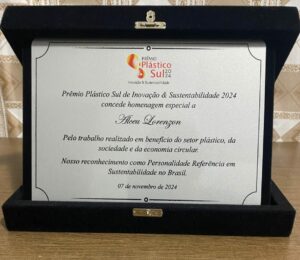 PRÊMIO
Plástico
Sul 2024
Inovação & Sustentabilidade
Prêmio Plástico Sul de Inovação & Sustentabilidade 2024
concede homenagem especial a
Alceu Lorenzon
Pelo trabalho realizado em benefício do setor plástico, da
sociedade e da economia circular.
Nosso reconhecimento como Personalidade Referência em
Sustentabilidade no Brasil.
07 de novembro de 2024